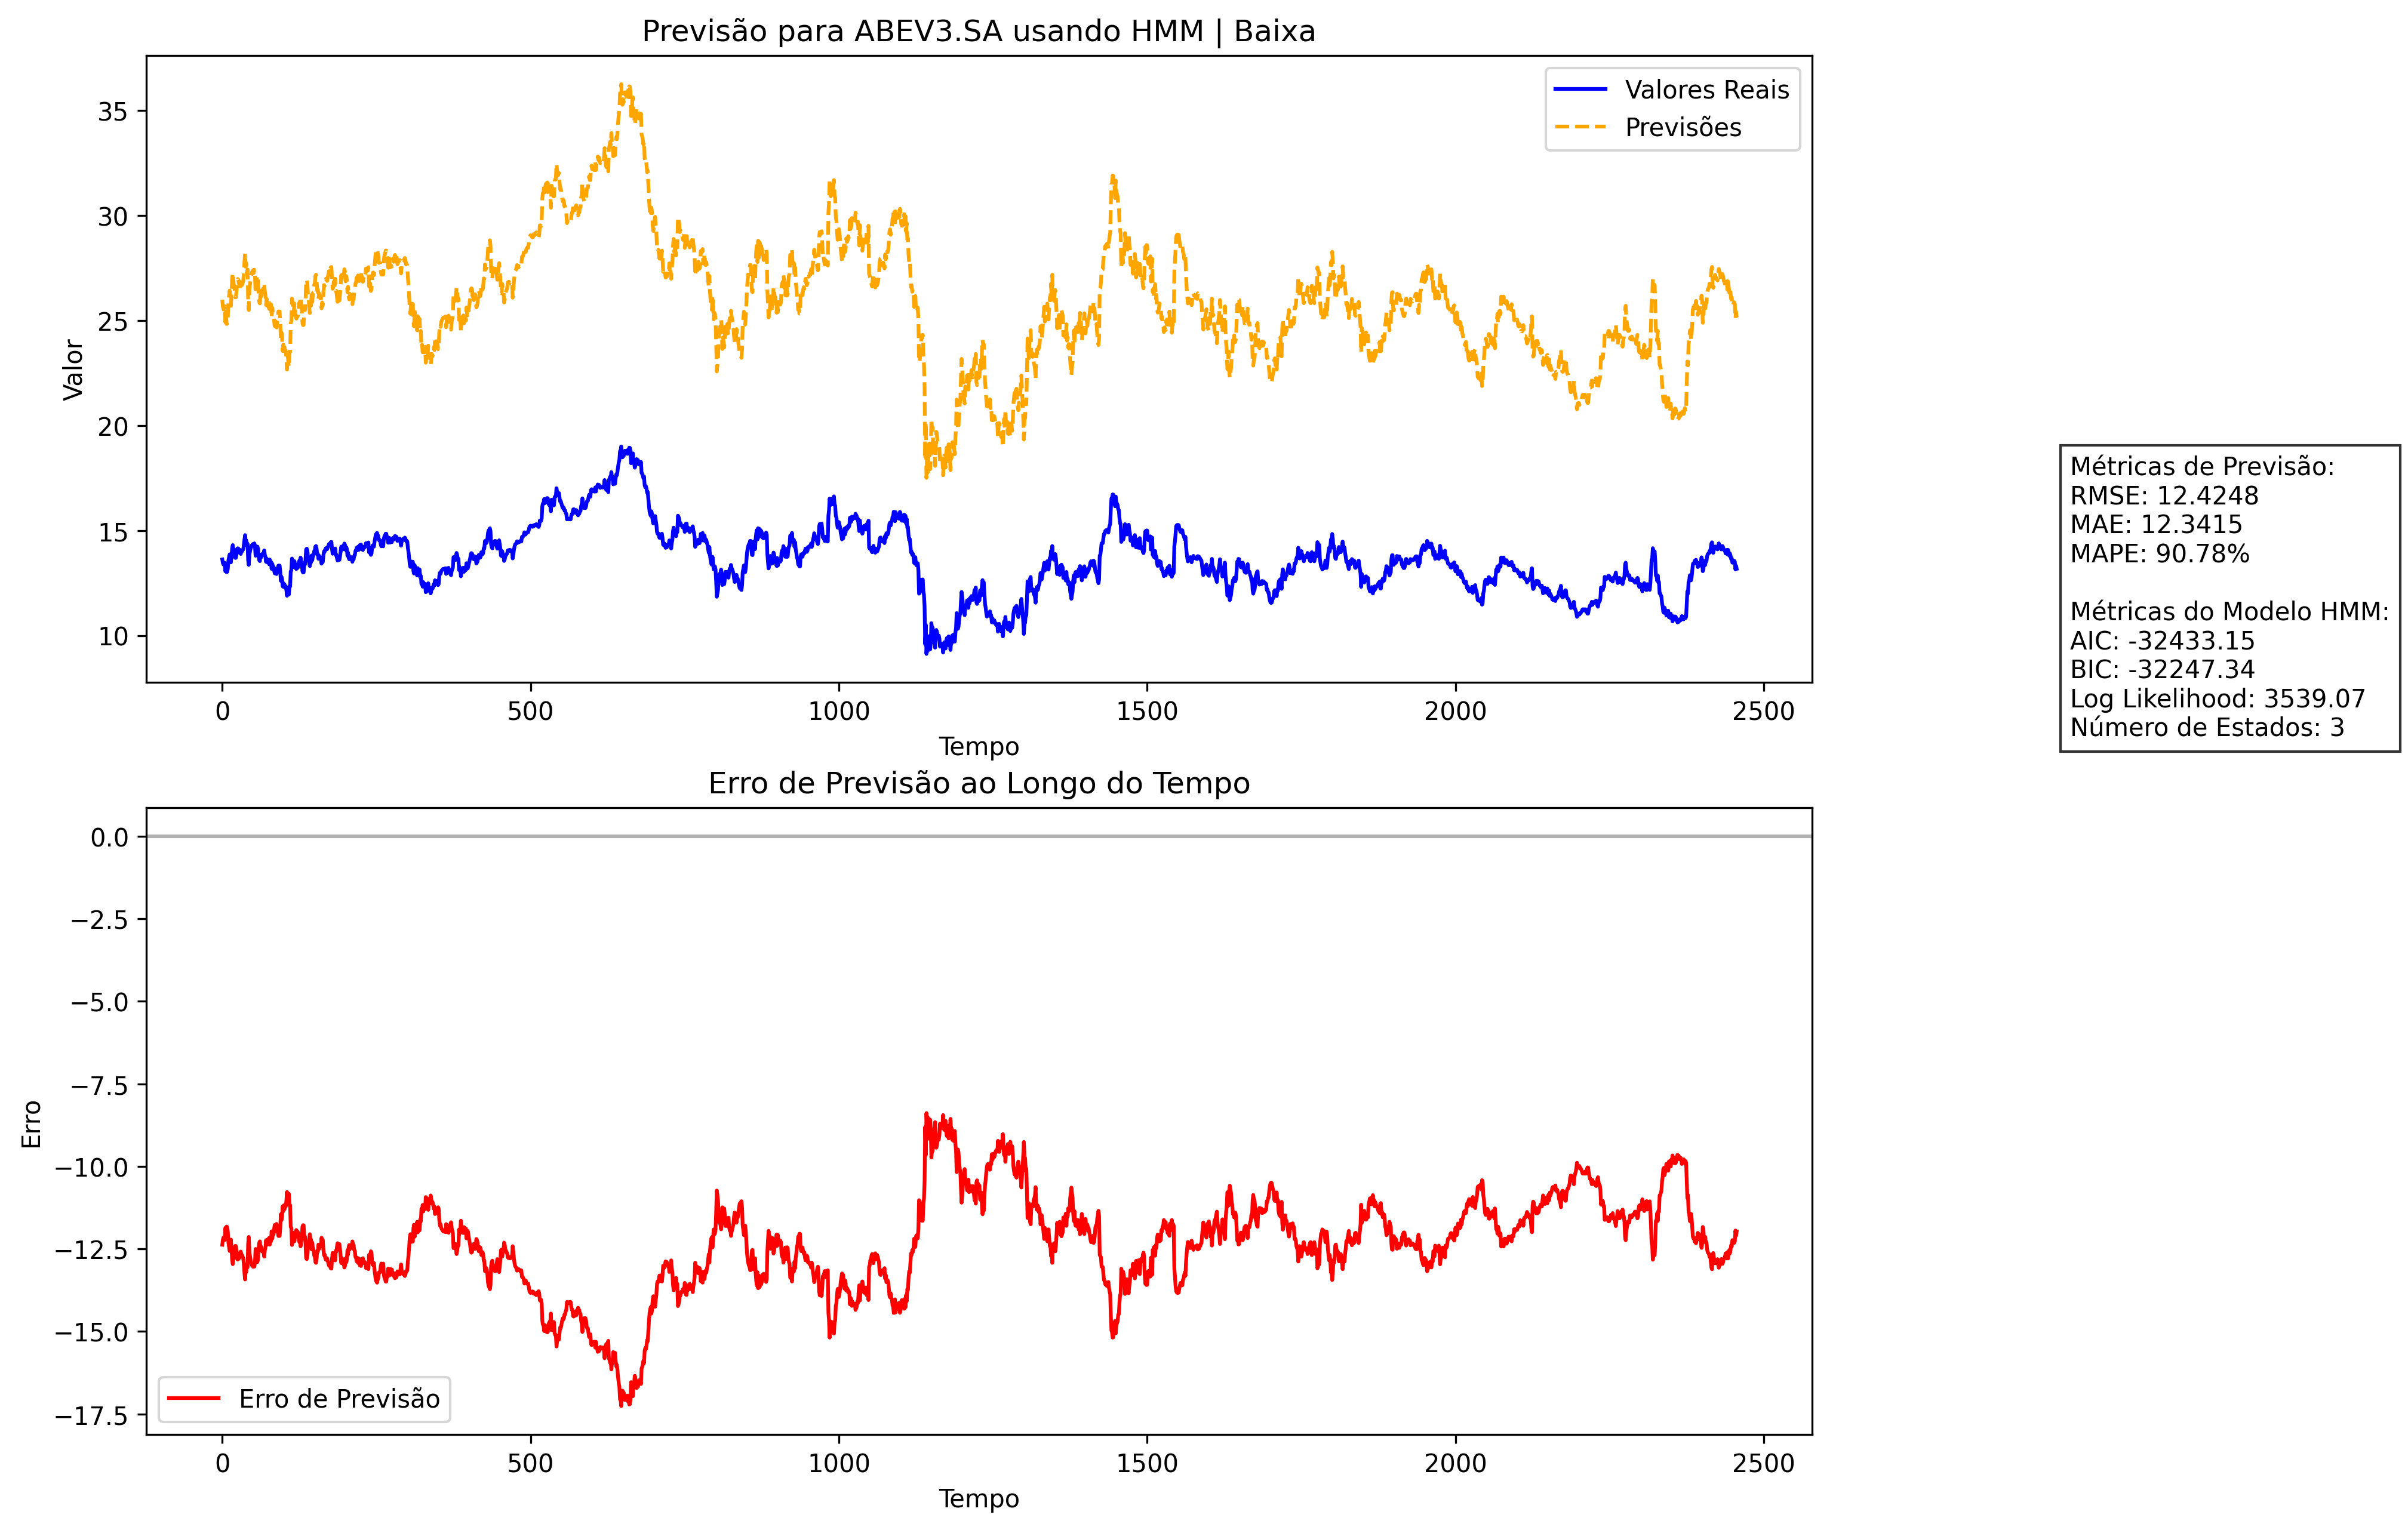 Previsão para ABEV3.SA usando HMM | Baixa
Valores Reais
Previsões
35
30
25
20
15
10
Valor
0
500
1000
1500
2000
2500
Tempo
Métricas de Previsão:
RMSE: 12.4248
MAE: 12.3415
MAPE: 90.78%
Métricas do Modelo HMM:
AIC: -32433.15
BIC: -32247.34
Log Likelihood: 3539.07
Número de Estados: 3
Erro de Previsão ao Longo do Tempo
0.0
−2.5
−5.0
−7.5
−10.0
−12.5
−15.0
−17.5
Erro
Erro de Previsão
0
500
1000
1500
2000
2500
Tempo